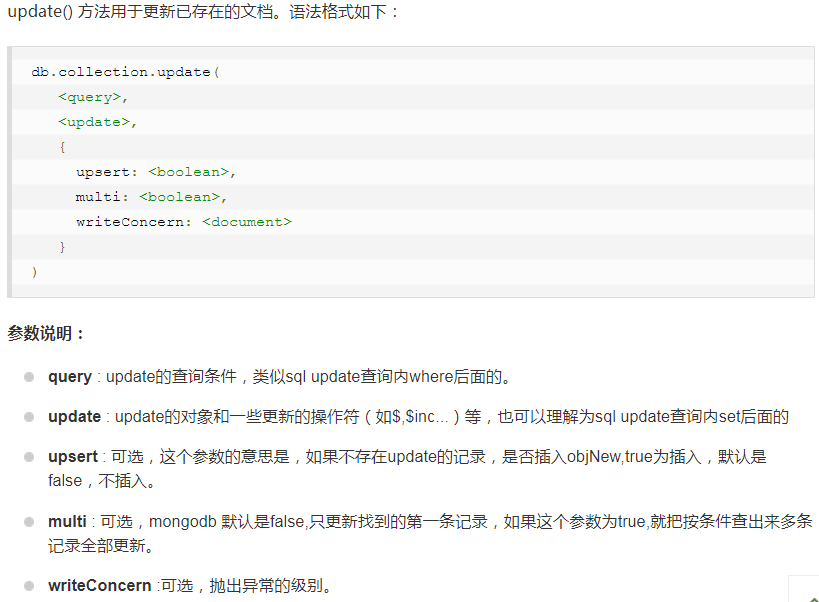 update() 方法用于更新已存在的文档。语法格式如下：
db.collection.update(
<query>,
<update>,
{
upsert: <boolean>,
multi: <boolean>,
writeConcern: <document>
}
)
参数说明：
query : update的查询条件，类似sql update查询内where后面的。
update : update的对象和一些更新的操作符（如$,$inc...）等，也可以理解为sql update查询内set后面的
upsert : 可选，这个参数的意思是，如果不存在update的记录，是否插入objNew,true为插入，默认是
false，不插入。
multi : 可选，mongodb 默认是false,只更新找到的第一条记录，如果这个参数为true,就把按条件查出来多条
记录全部更新。
writeConcern :可选，抛出异常的级别。